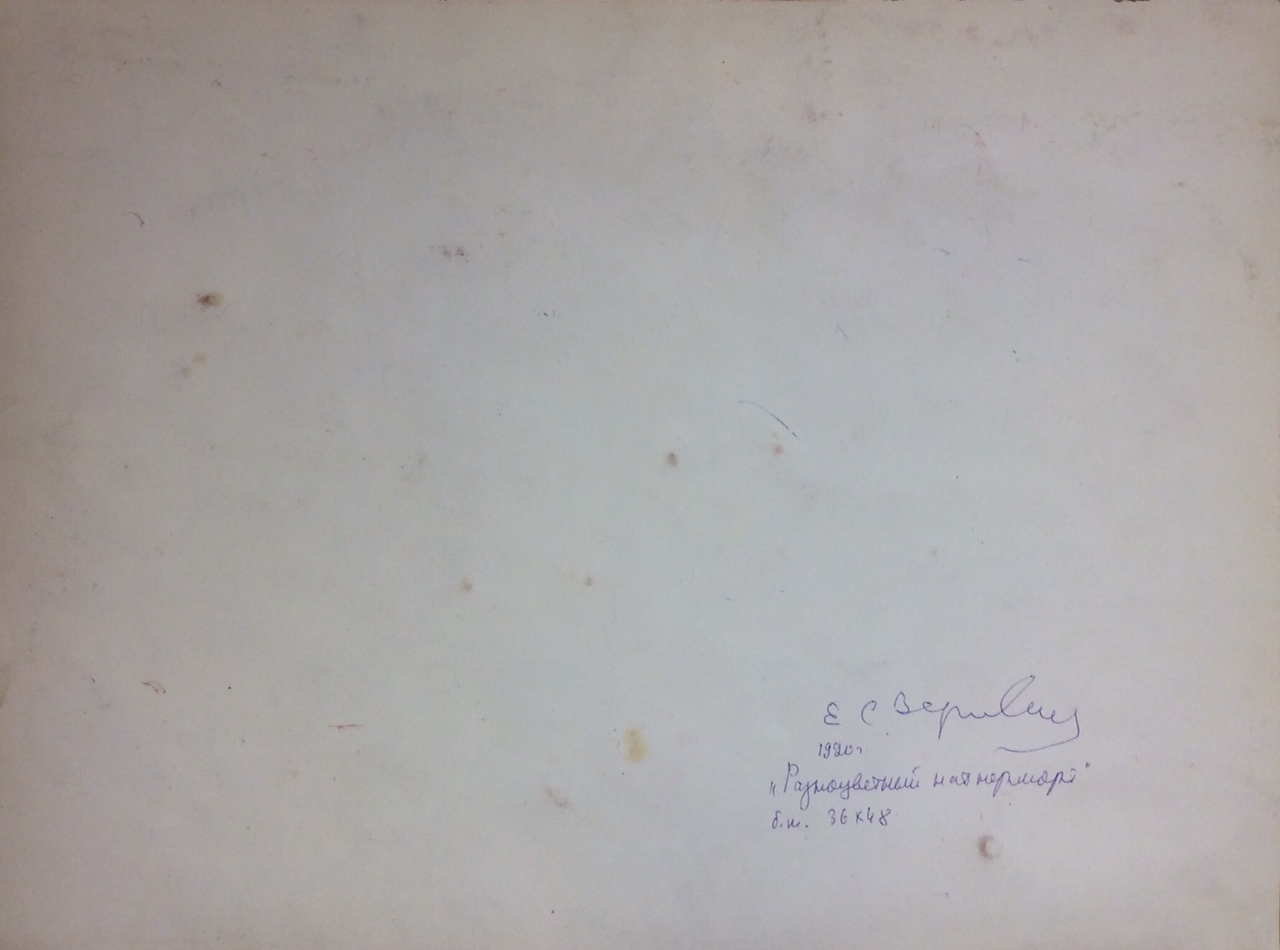 Е С
1990г
"Разноцветный натюрморт"
б.м. 36х48